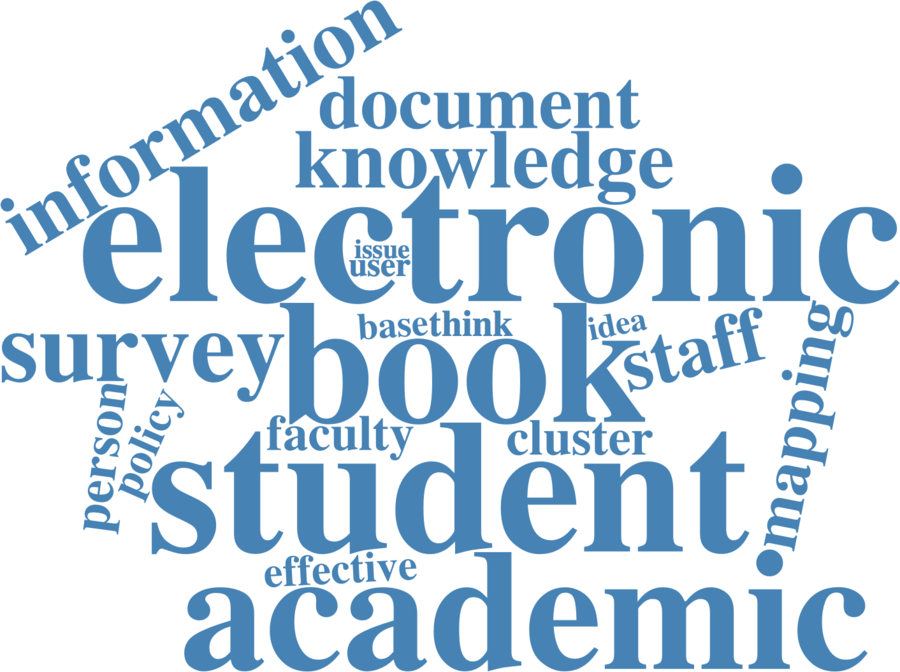 information
document
knowledge
electronic
issue
user
survey
book
basethink
idea
staff
mapping
person
policy
faculty
cluster
student
effective
academic